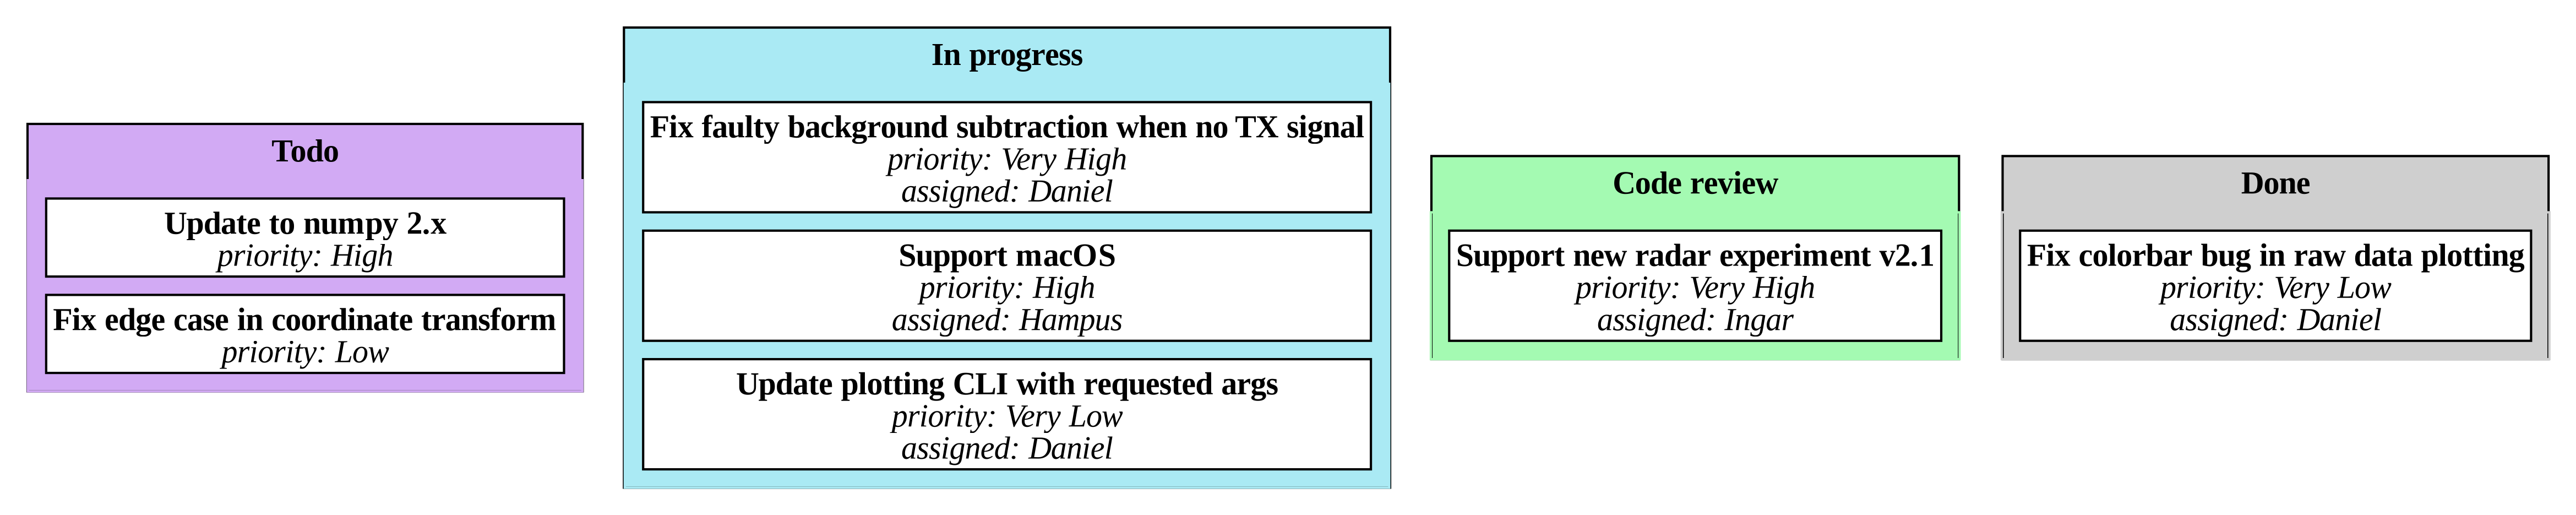 Todo
Update to numpy 2.x
priority: High
Fix edge case in coordinate transform
priority: Low
In progress
Fix faulty background subtraction when no TX signal
priority: Very High
assigned: Daniel
Support macOS
priority: High
assigned: Hampus
Update plotting CLI with requested args
priority: Very Low
assigned: Daniel
Code review
Support new radar experiment v2.1
priority: Very High
assigned: Ingar
Done
Fix colorbar bug in raw data plotting
priority: Very Low
assigned: Daniel